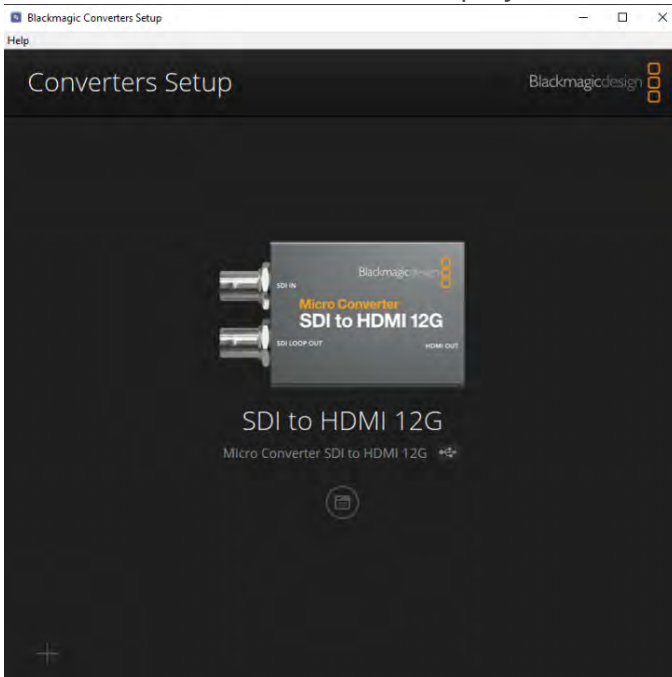 Blackmagic Converters Setup
Help
Converters Setup
Blackmagicdesign
Blackmagicdesign
SDI IN
Micro Converter
SDI to HDMI 12G
SDI LOOP OUT
HDMI OUT
SDI to HDMI 12G
Micro Converter SDI to HDMI 12G